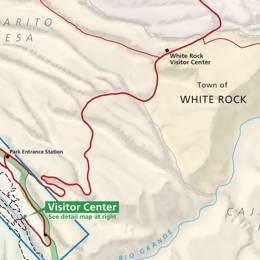 ARITO
ESA
White Rock
Visitor Center
Town of
WHITE ROCK
Park Entrance Station
Visitor Center
See detail map at right
CAJ
RIO GRANDE